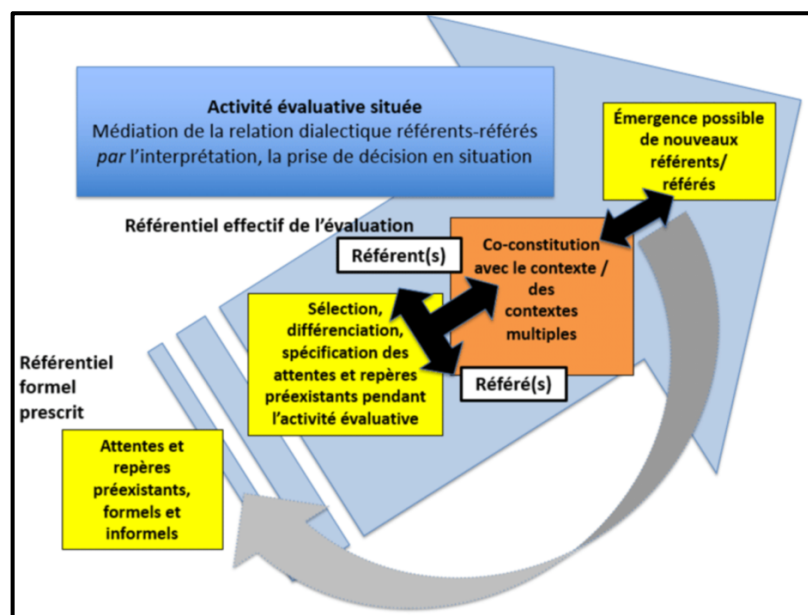 Activité évaluative située
Médiation de la relation dialectique référents-référés
par l’interprétation, la prise de décision en situation
Émergence possible
de nouveaux
référents/
référés
Référentiel effectif de l’évaluation
Référent(s)
Co-constitution
avec le contexte /
des
contextes
multiples
Sélection,
différenciation,
spécification des
attentes et repères
préexistants pendant
l’activité évaluative
Référé(s)
Référentiel
formel
prescrit
Attentes et
repères
préexistants,
formels et
informels